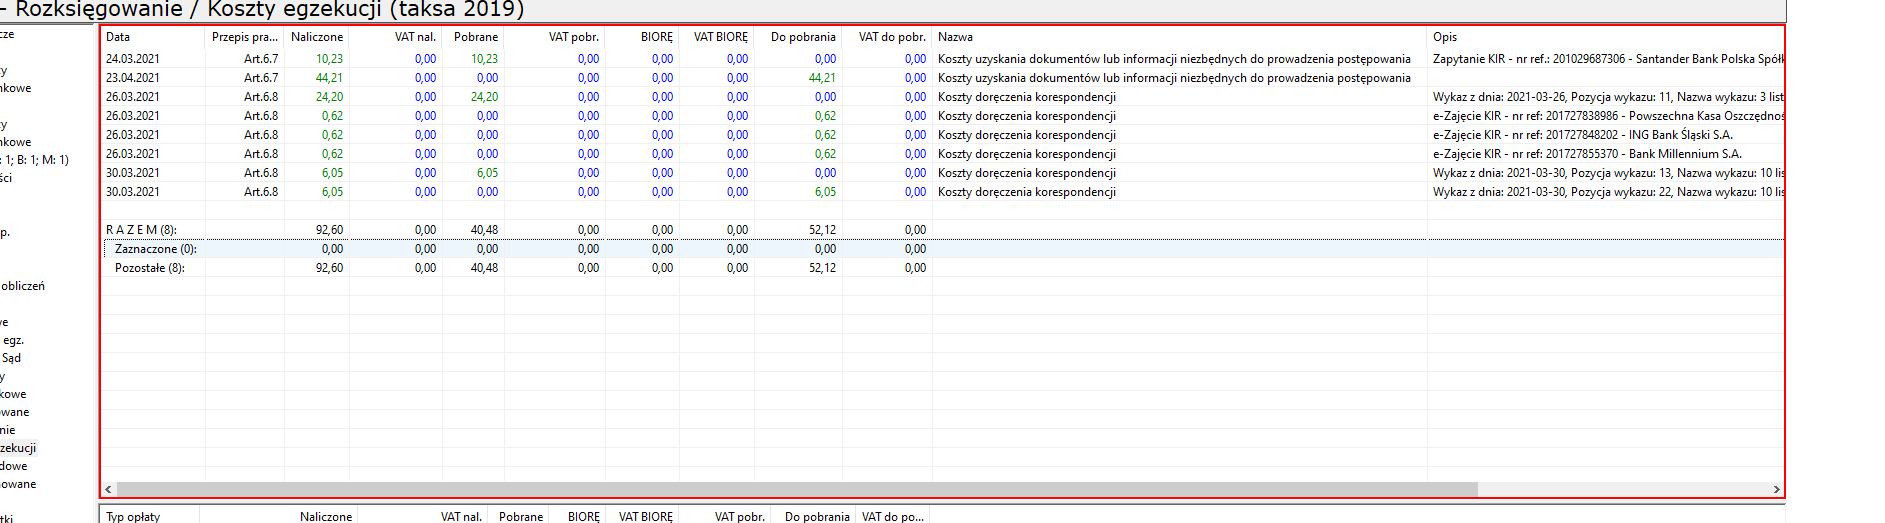 - Rozksięgowanie / Koszty egzekucji (taksa 2019)
Data Przepis pra... Naliczone VAT nal. Pobrane VAT pobr. BIORĘ VAT BIORĘ Do pobrania VAT do pobr. Nazwa Opis
24.03.2021 Art.6.7 10,23 0,00 10,23 0,00 0,00 0,00 0,00 0,00 Koszty uzyskania dokumentów lub informacji niezbędnych do prowadzenia postępowania Zapytanie KIR - nr ref.: 201029687306 - Santander Bank Polska Spółk
23.04.2021 Art.6.7 44,21 0,00 0,00 0,00 0,00 0,00 44,21 0,00 Koszty uzyskania dokumentów lub informacji niezbędnych do prowadzenia postępowania
26.03.2021 Art.6.8 24,20 0,00 24,20 0,00 0,00 0,00 0,00 0,00 Koszty doręczenia korespondencji Wykaz z dnia: 2021-03-26, Pozycja wykazu: 11, Nazwa wykazu: 3 list
26.03.2021 Art.6.8 0,62 0,00 0,00 0,00 0,00 0,00 0,62 0,00 Koszty doręczenia korespondencji e-Zajęcie KIR - nr ref: 201727838986 - Powszechna Kasa Oszczędnoś
26.03.2021 Art.6.8 0,62 0,00 0,00 0,00 0,00 0,00 0,62 0,00 Koszty doręczenia korespondencji e-Zajęcie KIR - nr ref: 201727848202 - ING Bank Śląski S.A.
26.03.2021 Art.6.8 0,62 0,00 0,00 0,00 0,00 0,00 0,62 0,00 Koszty doręczenia korespondencji e-Zajęcie KIR - nr ref: 201727855370 - Bank Millennium S.A.
30.03.2021 Art.6.8 6,05 0,00 6,05 0,00 0,00 0,00 0,00 0,00 Koszty doręczenia korespondencji Wykaz z dnia: 2021-03-30, Pozycja wykazu: 13, Nazwa wykazu: 10 lis
30.03.2021 Art.6.8 6,05 0,00 0,00 0,00 0,00 0,00 6,05 0,00 Koszty doręczenia korespondencji Wykaz z dnia: 2021-03-30, Pozycja wykazu: 22, Nazwa wykazu: 10 lis
R A Z E M (8): 92,60 0,00 40,48 0,00 0,00 0,00 52,12 0,00
Zaznaczone (0): 0,00 0,00 0,00 0,00 0,00 0,00 0,00 0,00
Pozostałe (8): 92,60 0,00 40,48 0,00 0,00 0,00 52,12 0,00
Typ opłaty Naliczone VAT nal. Pobrane BIORĘ VAT BIORĘ VAT pobr. Do pobrania VAT do po...
cze
y
nkowe
y
nkowe
: 1; B: 1; M: 1)
ści
p.
obliczeń
we
egz.
Sąd
y
kowe
owane
nie
zekucji
dowe
nowane
tki